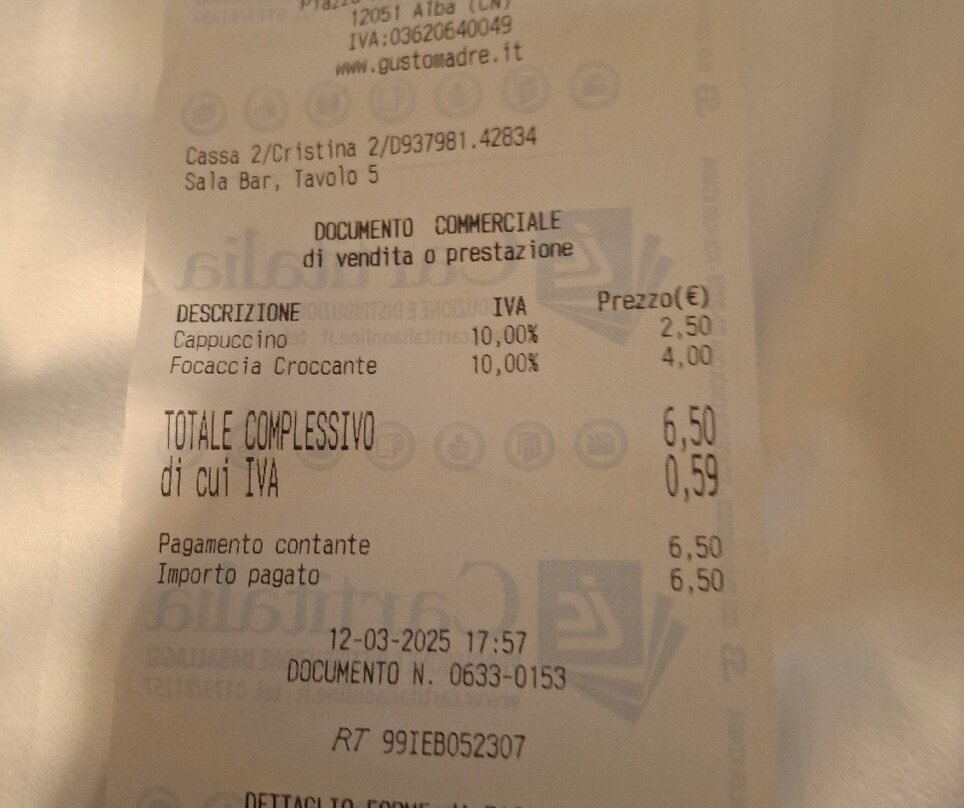 12051 Alba (CN)
IVA:03620640049
www.gustomadre.it
Cassa 2/Cristina 2/D937981.42834
Sala Bar, Tavolo 5
DOCUMENTO COMMERCIALE
di vendita o prestazione
DESCRIZIONE IVA Prezzo(€)
Cappuccino 10,00% 2,50
Focaccia Croccante 10,00% 4,00
TOTALE COMPLESSIVO 6,50
di cui IVA 0,59
Pagamento contante 6,50
Importo pagato 6,50
12-03-2025 17:57
DOCUMENTO N. 0633-0153
RT 99IEB052307
DETTAGLIO FORME di